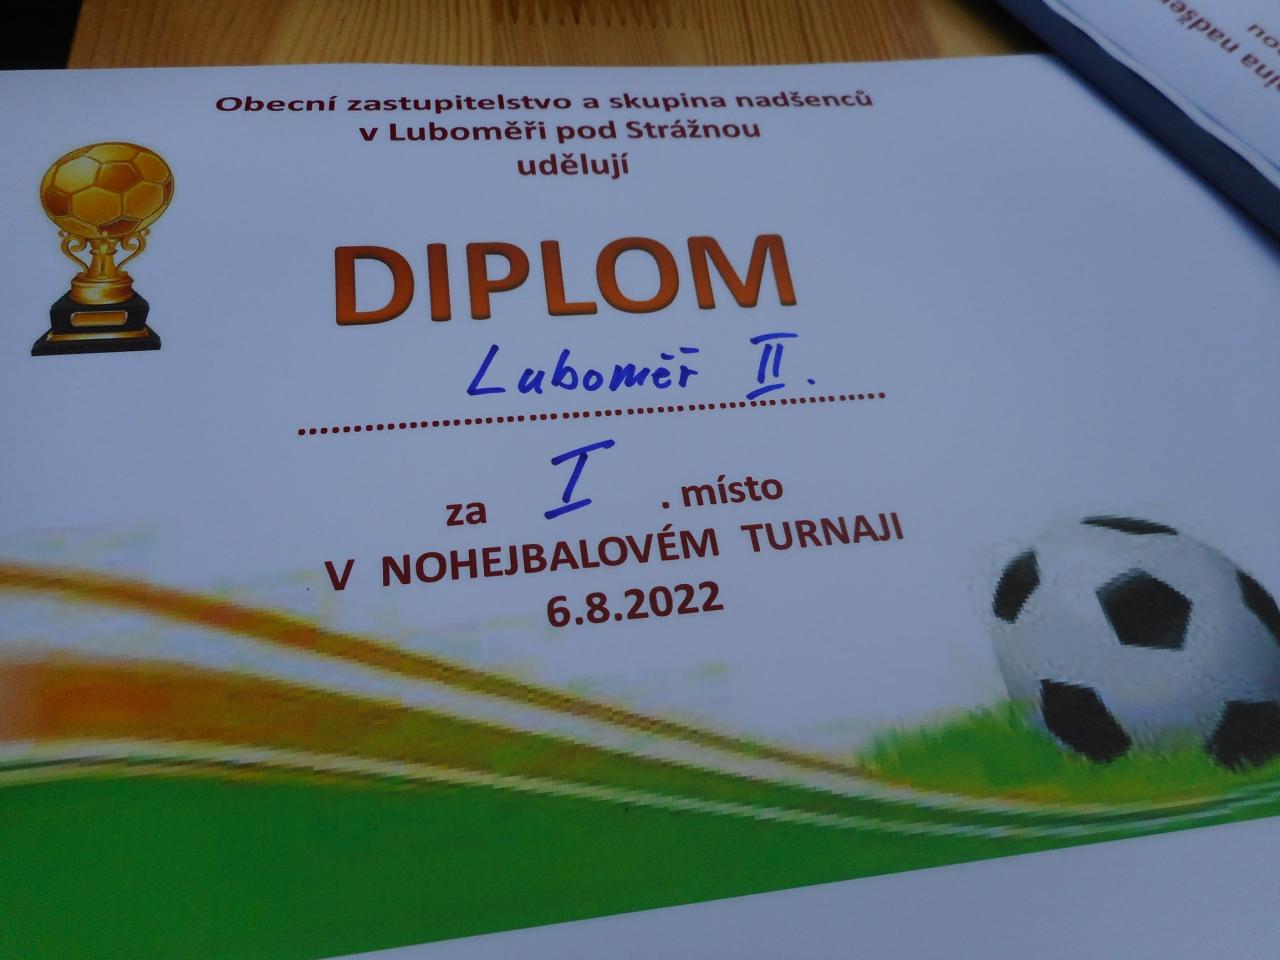 Obecní zastupitelstvo a skupina nadšenců
v Luboměři pod Strážnou
udělují
DIPLOM
Luboměř II.
za I . místo
V NOHEJBALOVÉM TURNAJI
6.8.2022